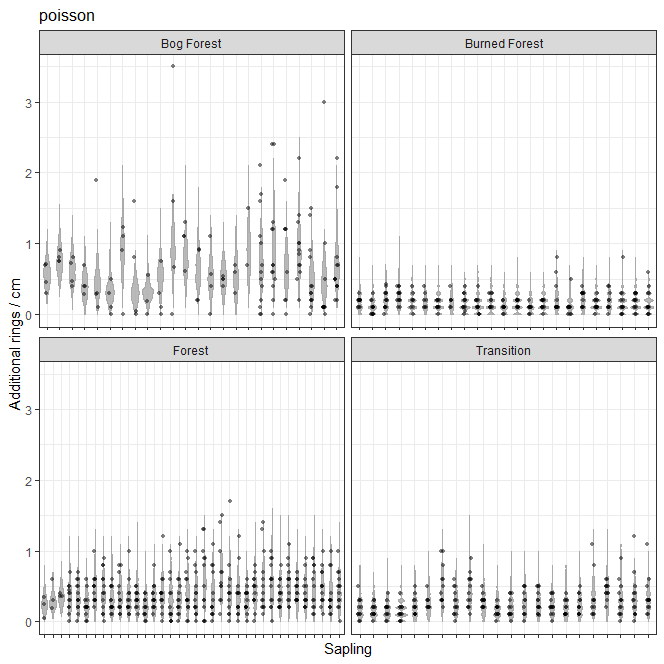 poisson
Bog Forest
Burned Forest
3
2
1
0
Forest
Transition
3
2
1
0
Additional rings / cm
Sapling